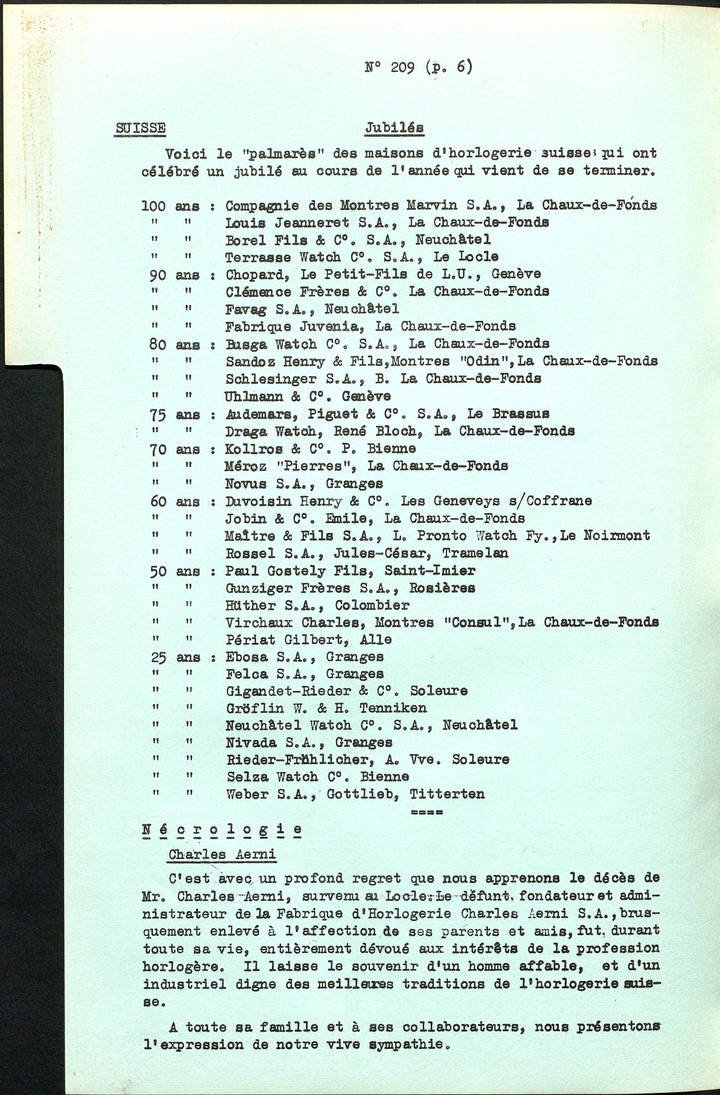 N° 209 (p. 6)
SUISSE Jubilés
Voici le "palmarès" des maisons d'horlogerie suisses qui ont
célébré un jubilé au cours de l'année qui vient de se terminer.
100 ans : Compagnie des Montres Marvin S.A., La Chaux-de-Fonds
" " Louis Jeanneret S.A., La Chaux-de-Fonds
" " Borel Fils & C°. S.A., Neuchâtel
" " Terrasse Watch C°. S.A., Le Locle
90 ans : Chopard, Le Petit-Fils de L.U., Genève
" " Clémence Frères & C°. La Chaux-de-Fonds
" " Favag S.A., Neuchâtel
" " Fabrique Juvenia, La Chaux-de-Fonds
80 ans : Busga Watch C°. S.A., La Chaux-de-Fonds
" " Sandoz Henry & Fils,Montres "Odin",La Chaux-de-Fonds
" " Schlesinger S.A., B. La Chaux-de-Fonds
" " Uhlmann & C°. Genève
75 ans : Audemars, Piguet & C°. S.A., Le Brassus
" " Draga Watch, René Bloch, La Chaux-de-Fonds
70 ans : Kollros & C°. P. Bienne
" " Méroz "Pierres", La Chaux-de-Fonds
" " Novus S.A., Granges
60 ans : Duvoisin Henry & C°. Les Geneveys s/Coffrane
" " Jobin & C°. Emile, La Chaux-de-Fonds
" " Maître & Fils S.A., L. Pronto Watch Fy.,Le Noirmont
" " Rossel S.A., Jules-César, Tramelan
50 ans : Paul Gostely Fils, Saint-Imier
" " Gunziger Frères S.A., Rosières
" " Hüther S.A., Colombier
" " Virchaux Charles, Montres "Consul",La Chaux-de-Fonds
" " Périat Gilbert, Alle
25 ans : Ebosa S.A., Granges
" " Felca S.A., Granges
" " Gigandet-Rieder & C°. Soleure
" " Gröflin W. & H. Tenniken
" " Neuchâtel Watch C°. S.A., Neuchâtel
" " Nivada S.A., Granges
" " Rieder-Fröhlicher, A. Vve. Soleure
" " Selza Watch C°. Bienne
" " Weber S.A., Gottlieb, Titterten
====
Nécrologie
Charles Aerni
C'est avec un profond regret que nous apprenons le décès de
Mr. Charles Aerni, survenu au Locle. Le défunt, fondateur et admi-
nistrateur de la Fabrique d'Horlogerie Charles Aerni S.A.,brus-
quement enlevé à l'affection de ses parents et amis, fut, durant
toute sa vie, entièrement dévoué aux intérêts de la profession
horlogère. Il laisse le souvenir d'un homme affable, et d'un
industriel digne des meilleures traditions de l'horlogerie suis-
se.
A toute sa famille et à ses collaborateurs, nous présentons
l'expression de notre vive sympathie.